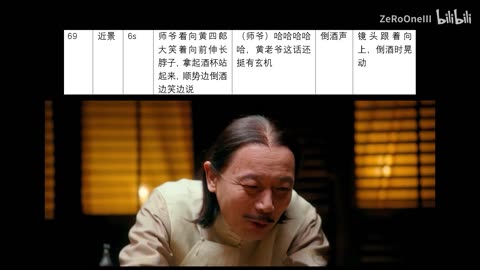 ZeRoOneIII bilibili
69 近景 6s 师爷看向黄四郎 （师爷）哈哈哈哈 倒酒声 镜头跟着向
大笑着向前伸长 哈，黄老爷这话还 上，倒酒时晃
脖子，拿起酒杯站 挺有玄机 动
起来，顺势边倒酒
边笑边说